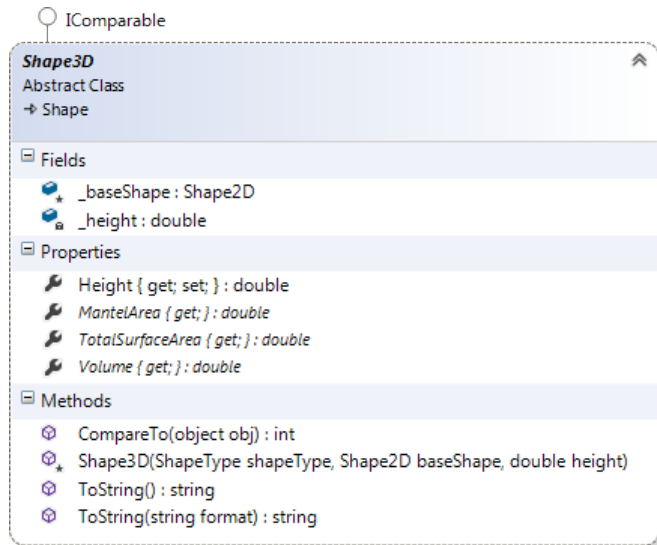 IComparable
Shape3D
Abstract Class
Shape
Fields
_baseShape : Shape2D
_height : double
Properties
Height { get; set; } : double
MantelArea { get; } : double
TotalSurfaceArea { get; } : double
Volume { get; } : double
Methods
CompareTo(object obj) : int
Shape3D(ShapeType shapeType, Shape2D baseShape, double height)
ToString() : string
ToString(string format) : string